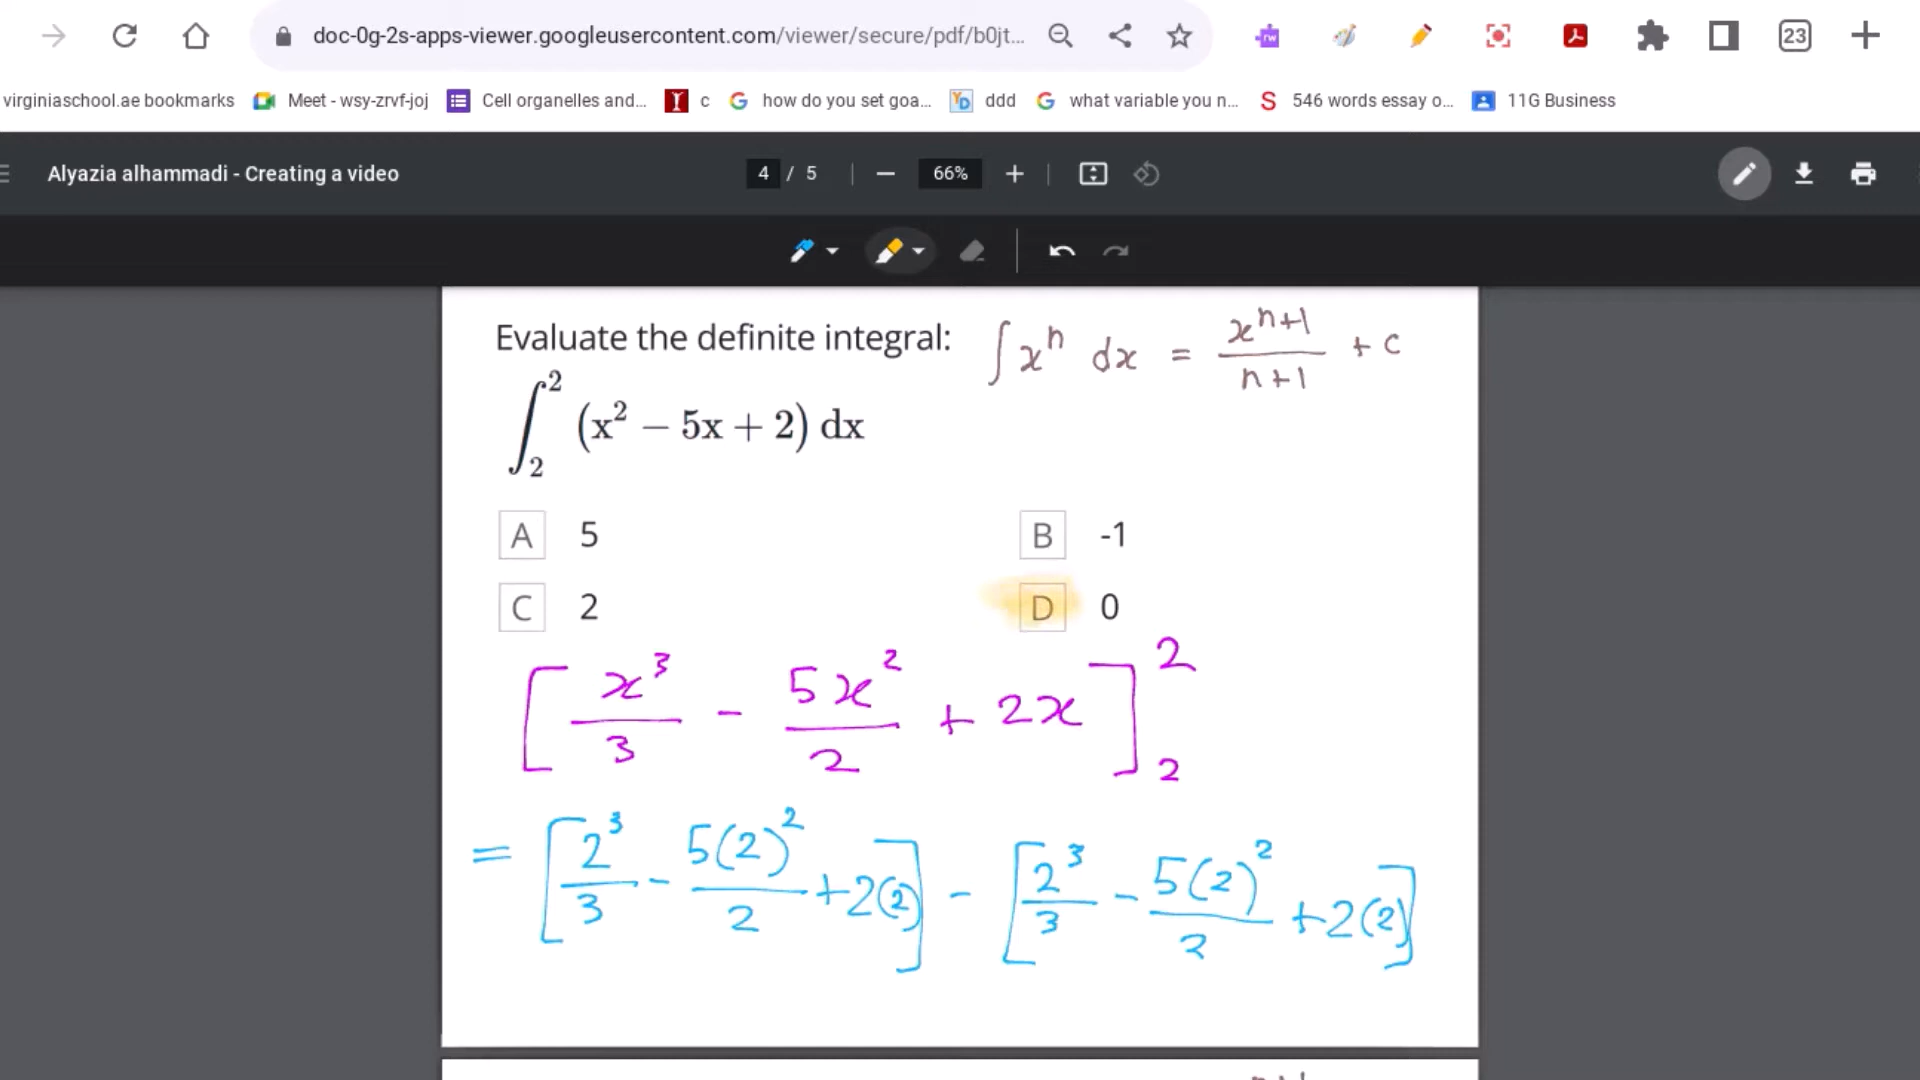 doc-0g-2s-apps-viewer.googleusercontent.com/viewer/secure/pdf/b0jt... rw 23
virginiaschool.ae bookmarks Meet - wsy-zrvf-joj Cell organelles and... c how do you set goa... YD ddd what variable you n... S 546 words essay o... 11G Business
Alyazia alhammadi - Creating a video 4 / 5 — 66% +
Evaluate the definite integral: ∫ xⁿ dx = xⁿ⁺¹/(n+1) + c
∫₂² (x² − 5x + 2) dx
A 5 B -1
C 2 D 0
[x³/3 - 5x²/2 + 2x]₂²
= [2³/3 - 5(2)²/2 + 2(2)] - [2³/3 - 5(2)²/2 + 2(2)]